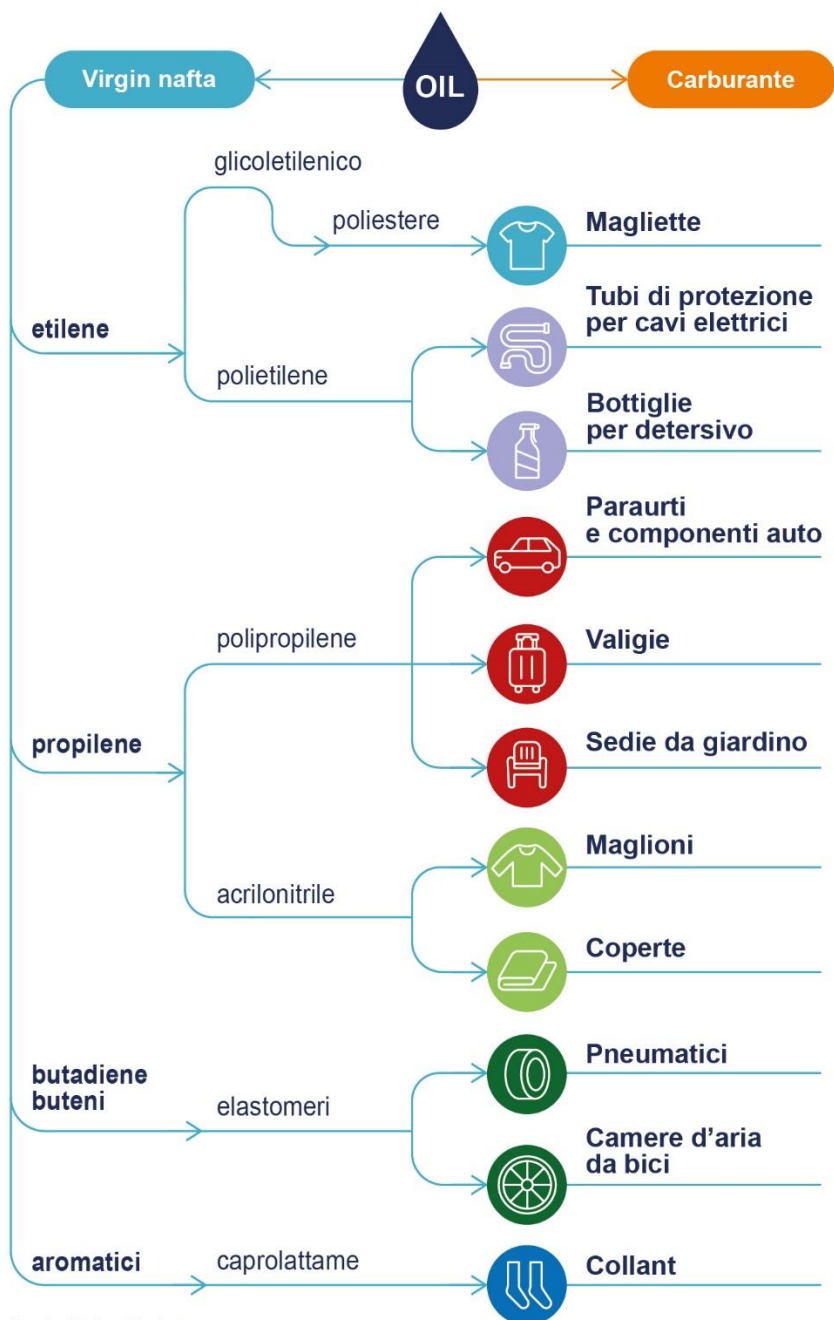 OIL
Virgin nafta
Carburante
glicoletilenico
poliestere
Magliette
etilene
polietilene
Tubi di protezione
per cavi elettrici
Bottiglie
per detersivo
propilene
polipropilene
Paraurti
e componenti auto
Valigie
Sedie da giardino
acrilonitrile
Maglioni
Coperte
butadiene
buteni
elastomeri
Pneumatici
Camere d'aria
da bici
aromatici
caprolattame
Collant